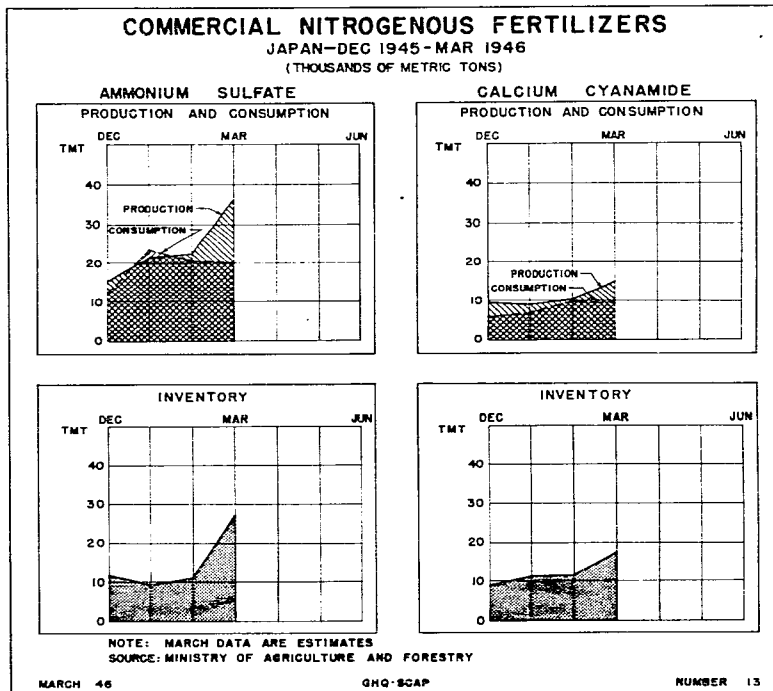 COMMERCIAL NITROGENOUS FERTILIZERS
JAPAN—DEC 1945-MAR 1946
(THOUSANDS OF METRIC TONS)
AMMONIUM SULFATE
PRODUCTION AND CONSUMPTION
DEC MAR JUN
TMT
40
30
20
10
0
PRODUCTION
CONSUMPTION
CALCIUM CYANAMIDE
PRODUCTION AND CONSUMPTION
DEC MAR JUN
TMT
40
30
20
10
0
PRODUCTION
CONSUMPTION
INVENTORY
DEC MAR JUN
TMT
40
30
20
10
0
INVENTORY
DEC MAR JUN
TMT
40
30
20
10
0
NOTE: MARCH DATA ARE ESTIMATES
SOURCE: MINISTRY OF AGRICULTURE AND FORESTRY
MARCH 46 GHQ-SCAP NUMBER 13